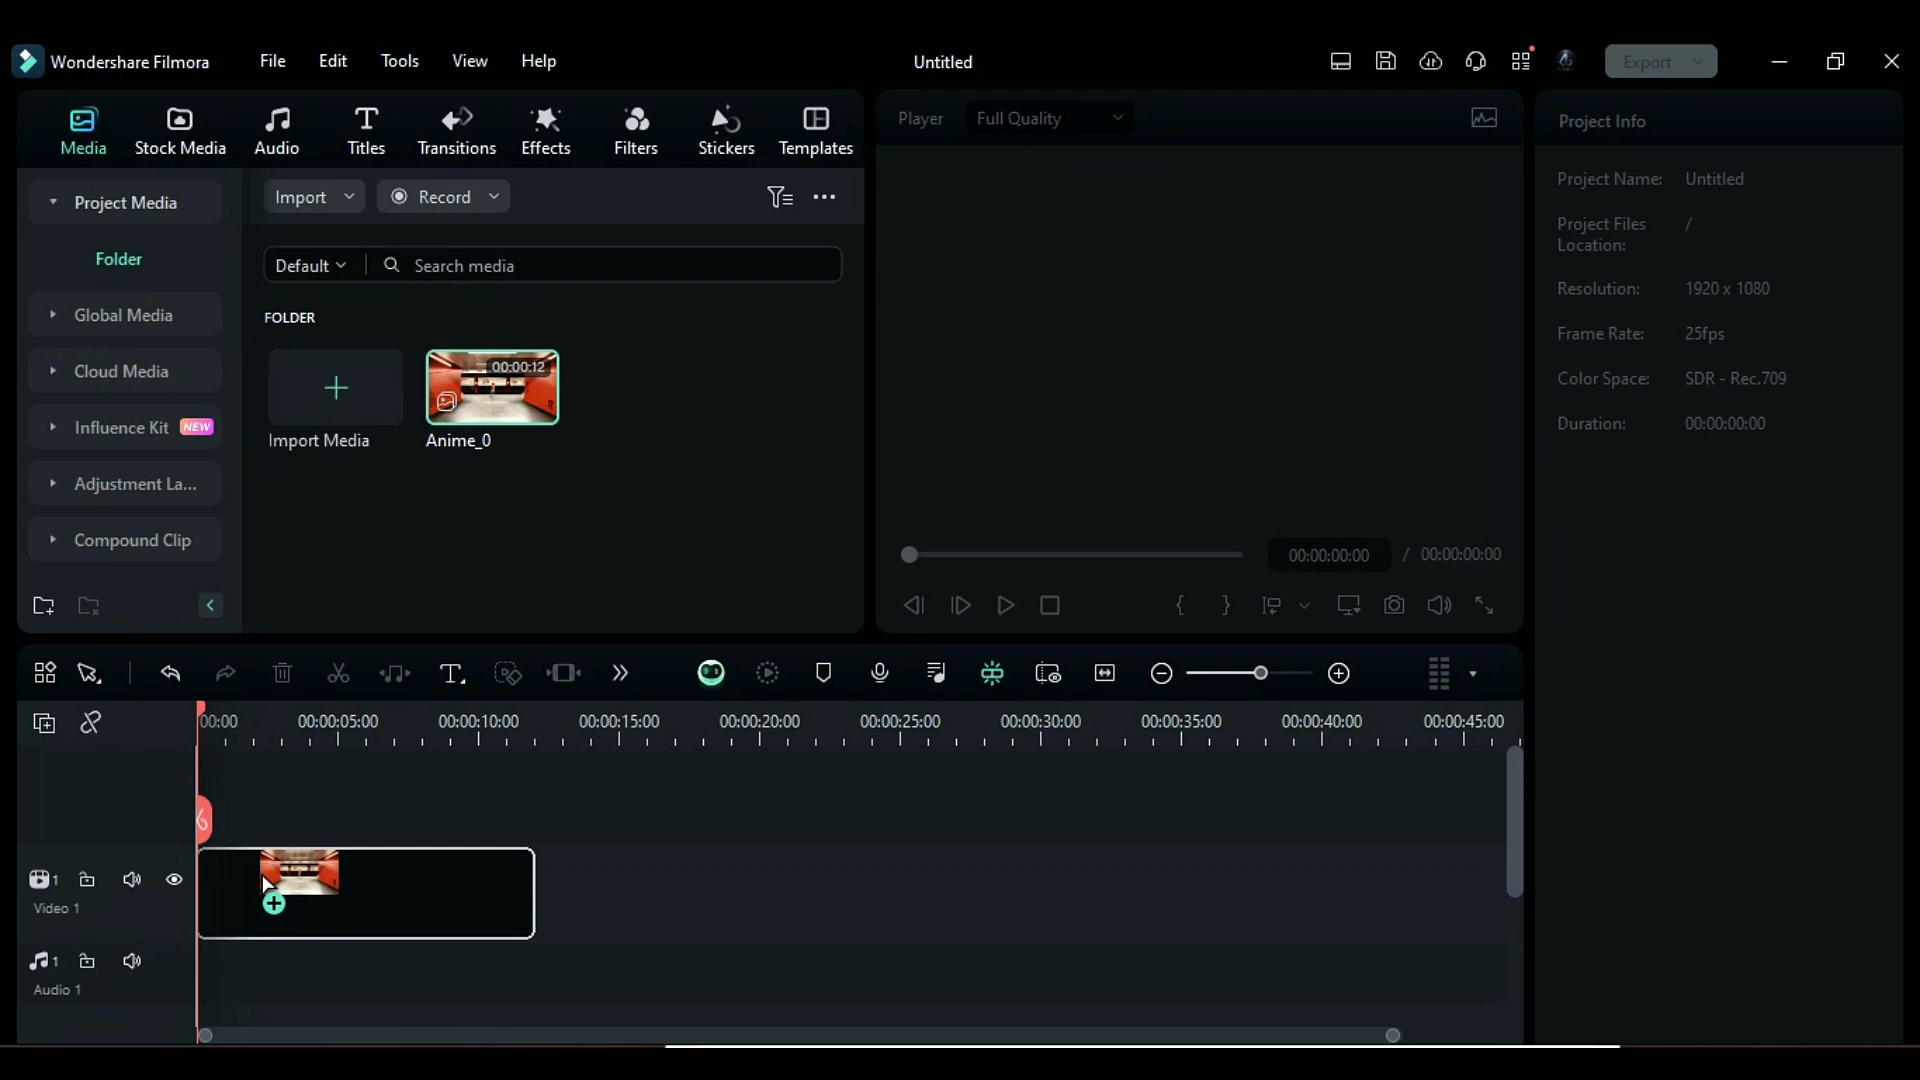 Wondershare Filmora File Edit Tools View Help Untitled Export
Media Stock Media Audio Titles Transitions Effects Filters Stickers Templates
Player Full Quality
Project Info
Project Media
Folder
Global Media
Cloud Media
Influence Kit NEW
Adjustment La...
Compound Clip
Import Record
Default Search media
FOLDER
00:00:12
Import Media Anime_0
00:00:00:00 / 00:00:00:00
Project Name: Untitled
Project Files Location: /
Resolution: 1920 x 1080
Frame Rate: 25fps
Color Space: SDR - Rec.709
Duration: 00:00:00:00
00:00 00:00:05:00 00:00:10:00 00:00:15:00 00:00:20:00 00:00:25:00 00:00:30:00 00:00:35:00 00:00:40:00 00:00:45:00
1
Video 1
1
Audio 1